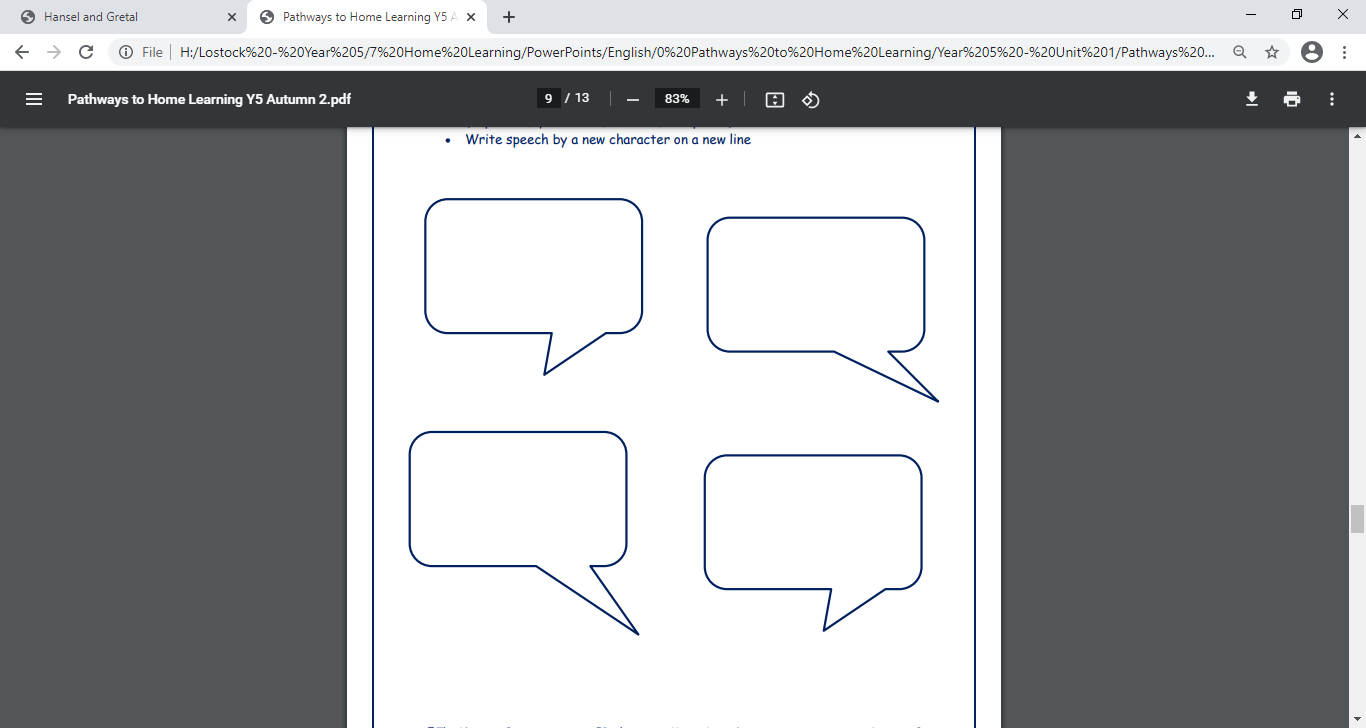 Hansel and Gretal
Pathways to Home Learning Y5 A
File
H:/Lostock%20-%20Year%205/7%20Home%20Learning/PowerPoints/English/0%20Pathways%20to%20Home%20Learning/Year%205%20-%20Unit%201/Pathways%20...
Pathways to Home Learning Y5 Autumn 2.pdf
9 / 13
83%
• Write speech by a new character on a new line